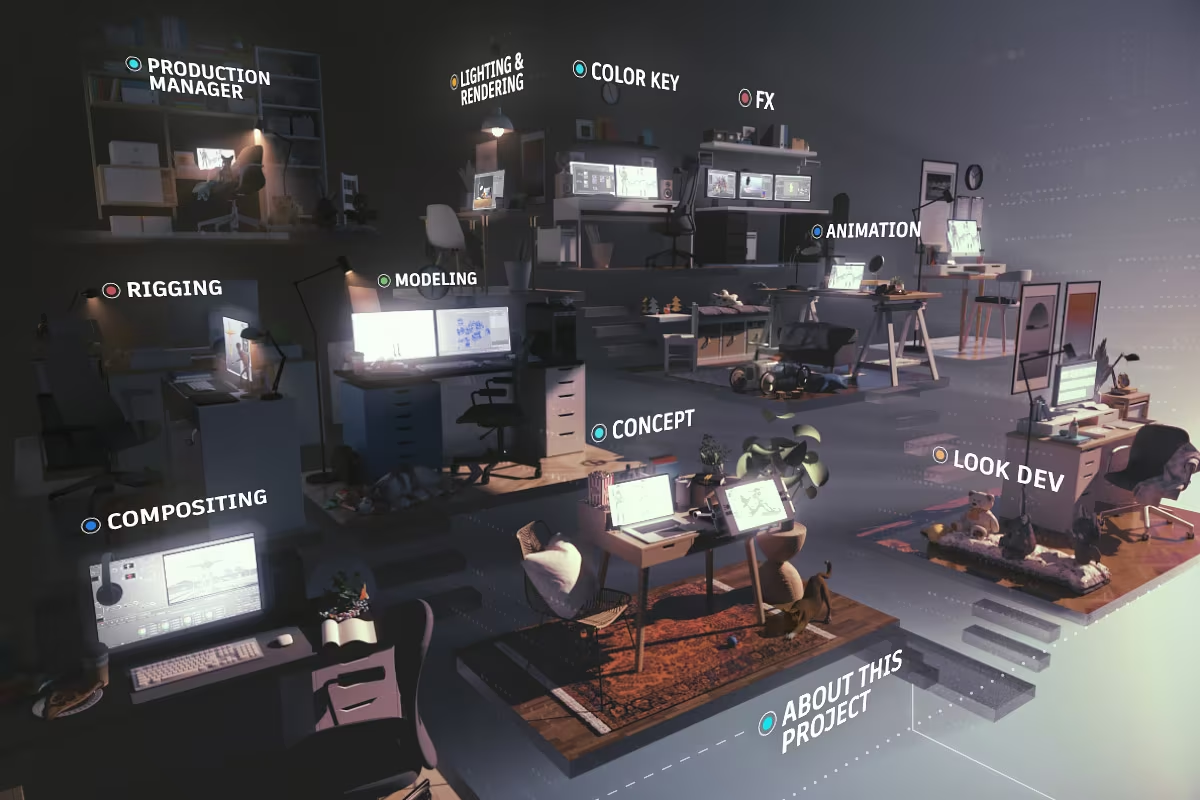 PRODUCTION
MANAGER
LIGHTING &
RENDERING
COLOR KEY
FX
ANIMATION
RIGGING
MODELING
CONCEPT
LOOK DEV
COMPOSITING
ABOUT THIS
PROJECT